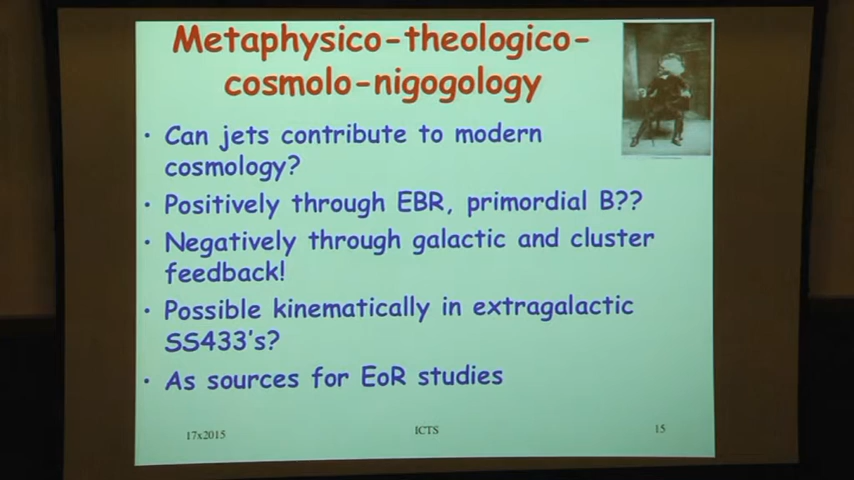 Metaphysico-theologico-
cosmolo-nigogology
• Can jets contribute to modern
cosmology?
• Positively through EBR, primordial B??
• Negatively through galactic and cluster
feedback!
• Possible kinematically in extragalactic
SS433's?
• As sources for EoR studies
17x2015 ICTS 15